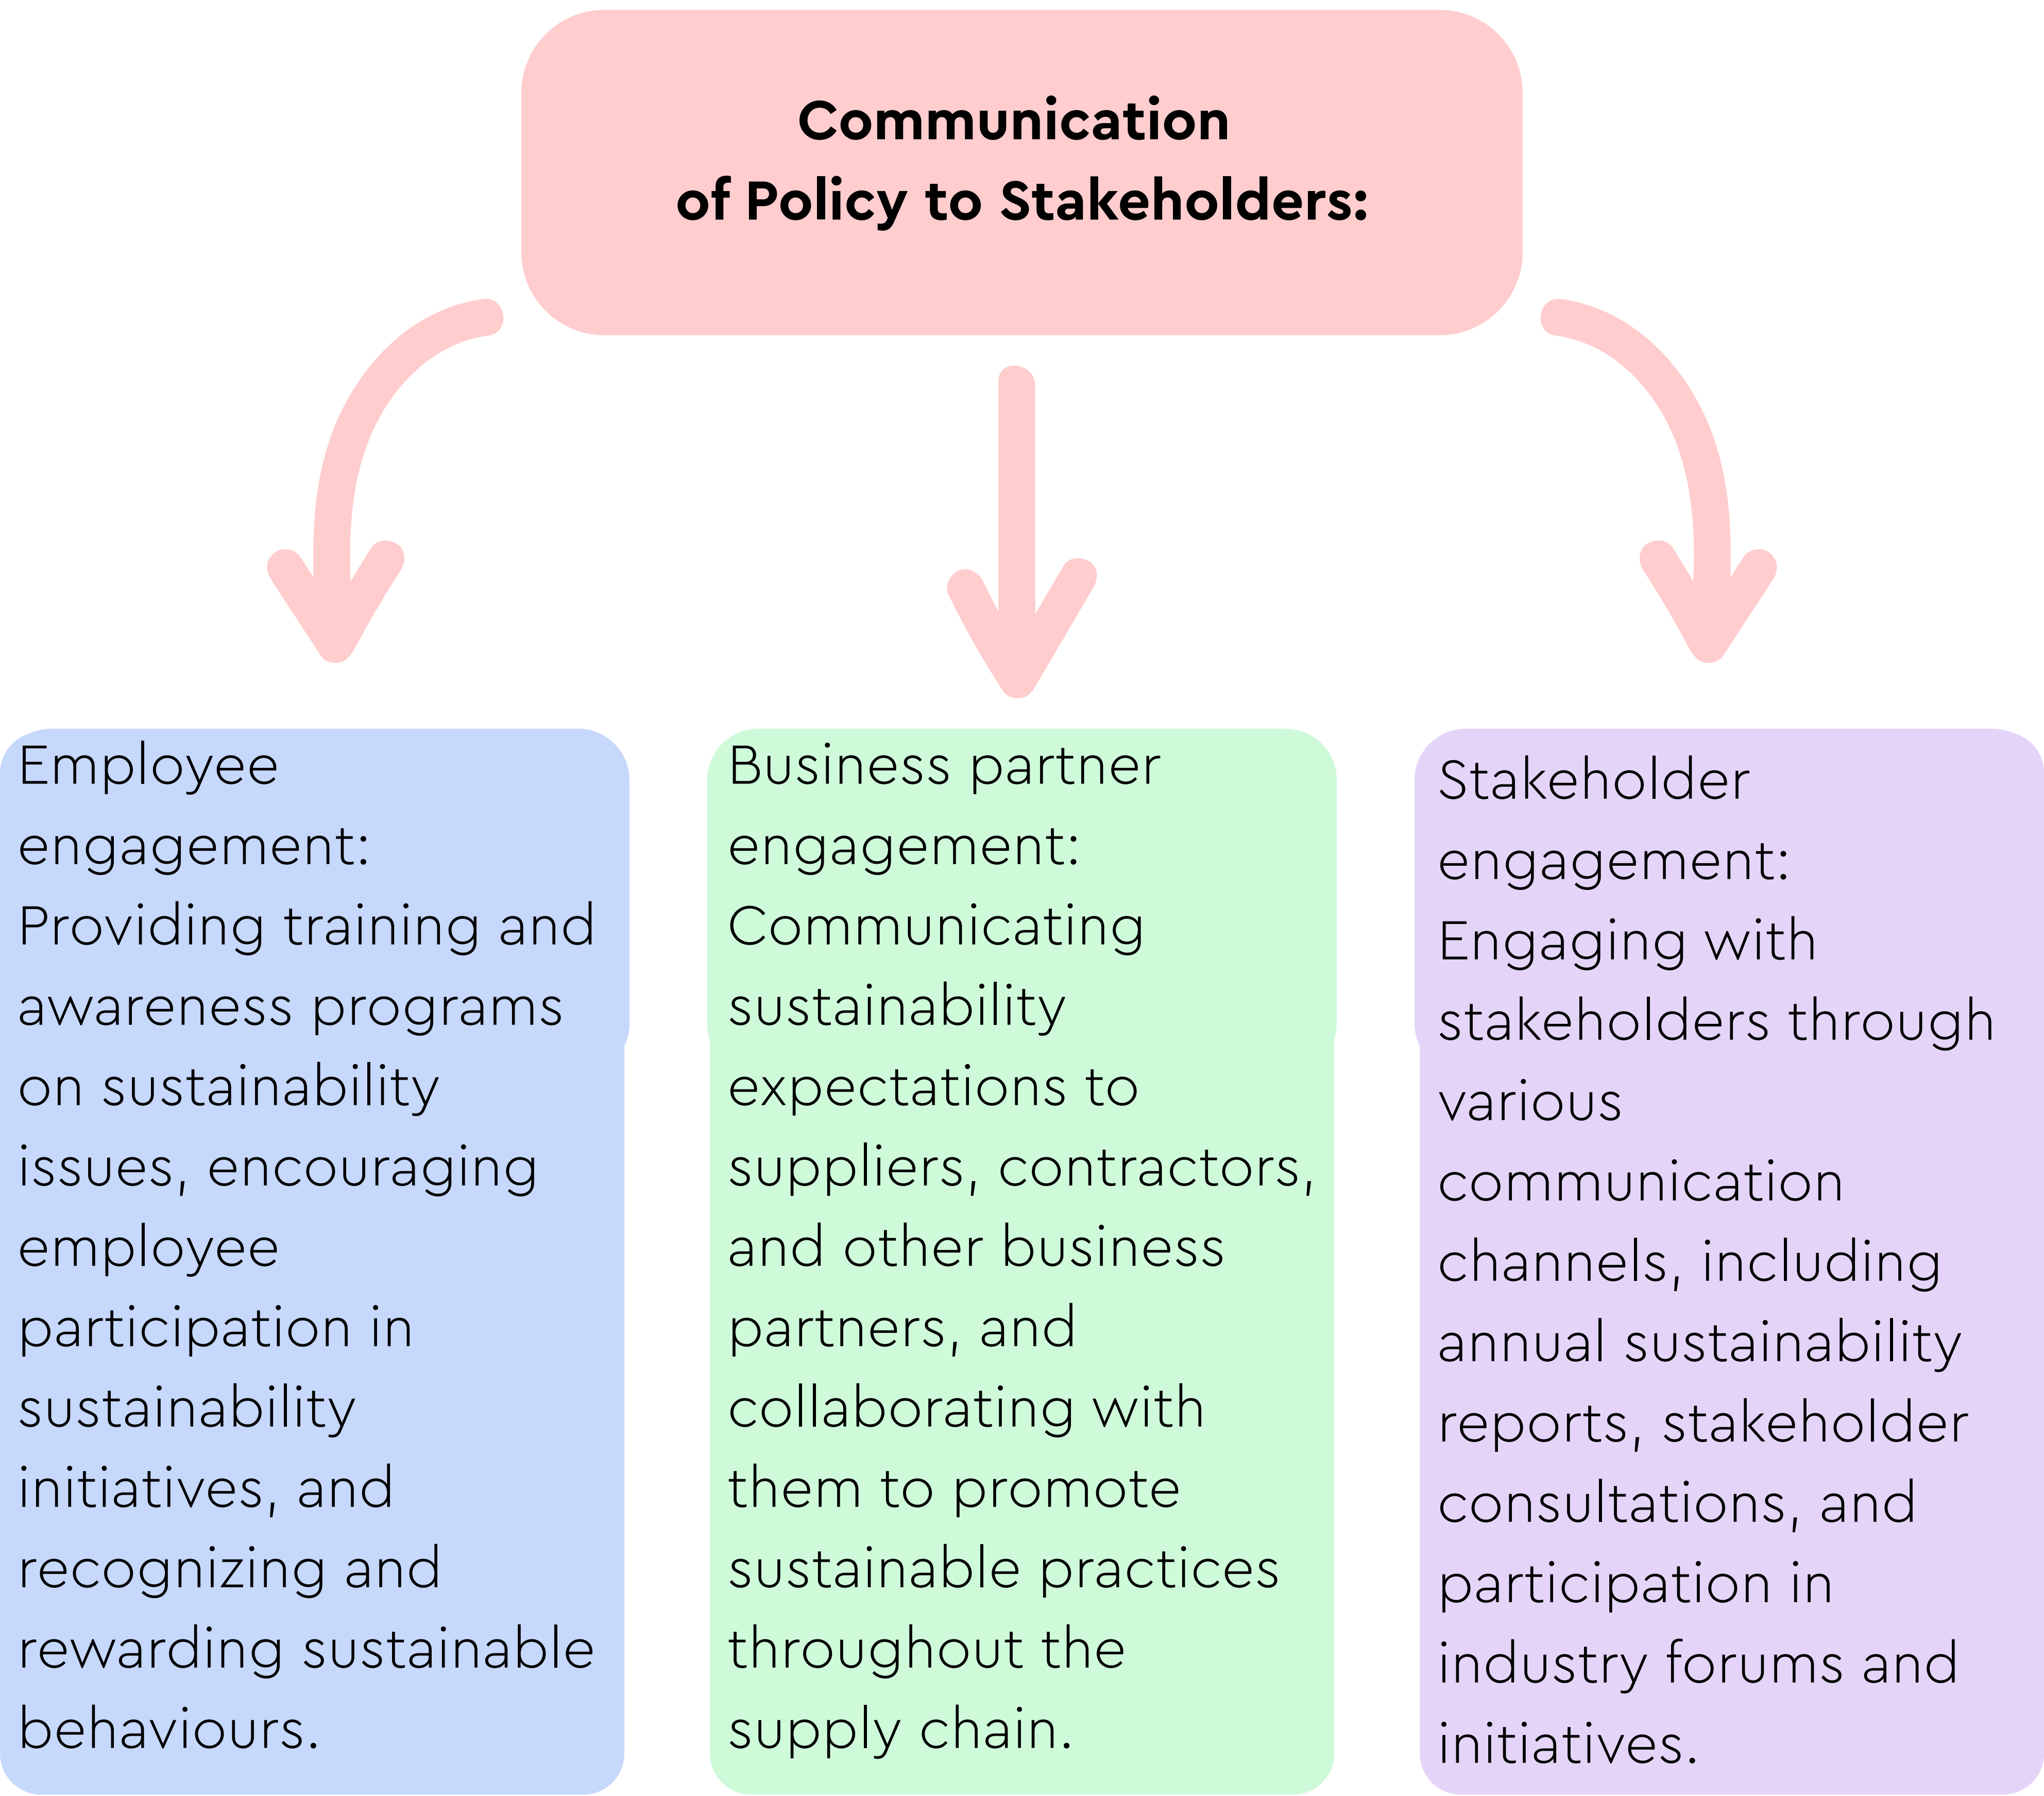 Communication
of Policy to Stakeholders:
Employee
engagement:
Providing training and
awareness programs
on sustainability
issues, encouraging
employee
participation in
sustainability
initiatives, and
recognizing and
rewarding sustainable
behaviours.
Business partner
engagement:
Communicating
sustainability
expectations to
suppliers, contractors,
and other business
partners, and
collaborating with
them to promote
sustainable practices
throughout the
supply chain.
Stakeholder
engagement:
Engaging with
stakeholders through
various
communication
channels, including
annual sustainability
reports, stakeholder
consultations, and
participation in
industry forums and
initiatives.